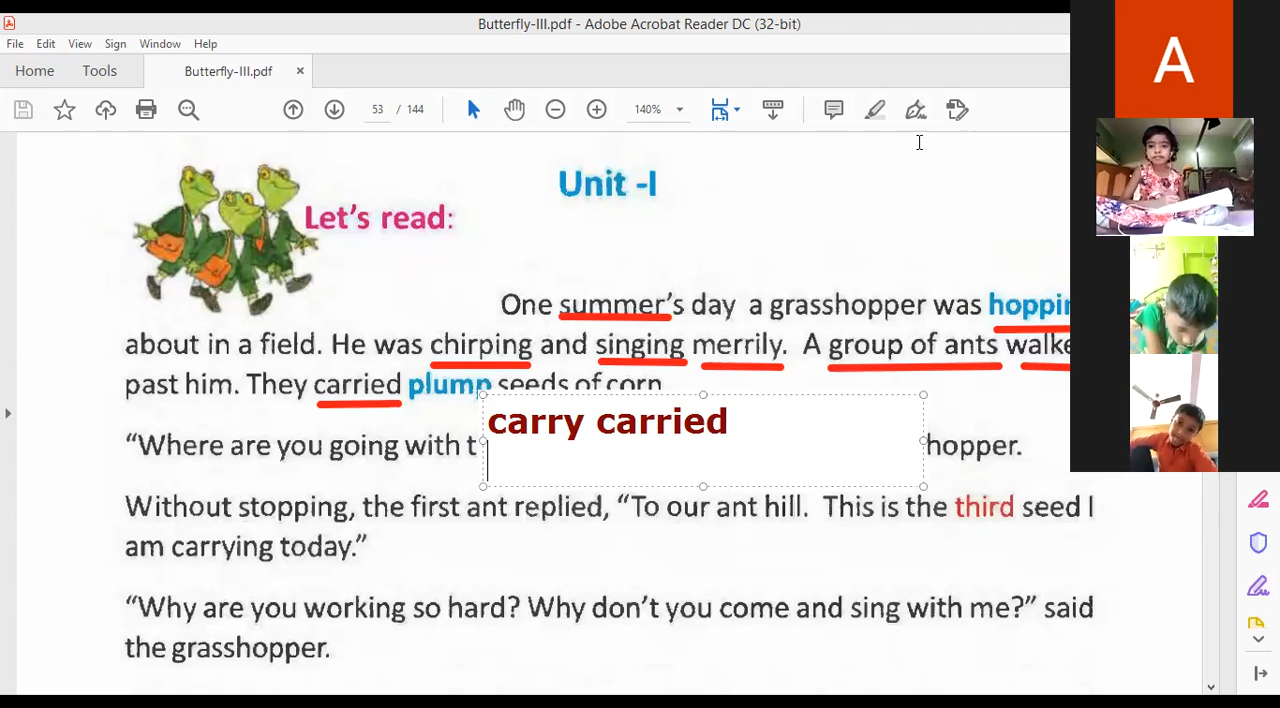 Butterfly-III.pdf - Adobe Acrobat Reader DC (32-bit)
File Edit View Sign Window Help
Home Tools Butterfly-III.pdf ×
53 / 144 140%
A
Unit -I
Let's read:
One summer's day a grasshopper was hoppin
about in a field. He was chirping and singing merrily. A group of ants walke
past him. They carried plump seeds of corn
carry carried
"Where are you going with t hopper.
Without stopping, the first ant replied, "To our ant hill. This is the third seed I
am carrying today."
"Why are you working so hard? Why don't you come and sing with me?" said
the grasshopper.